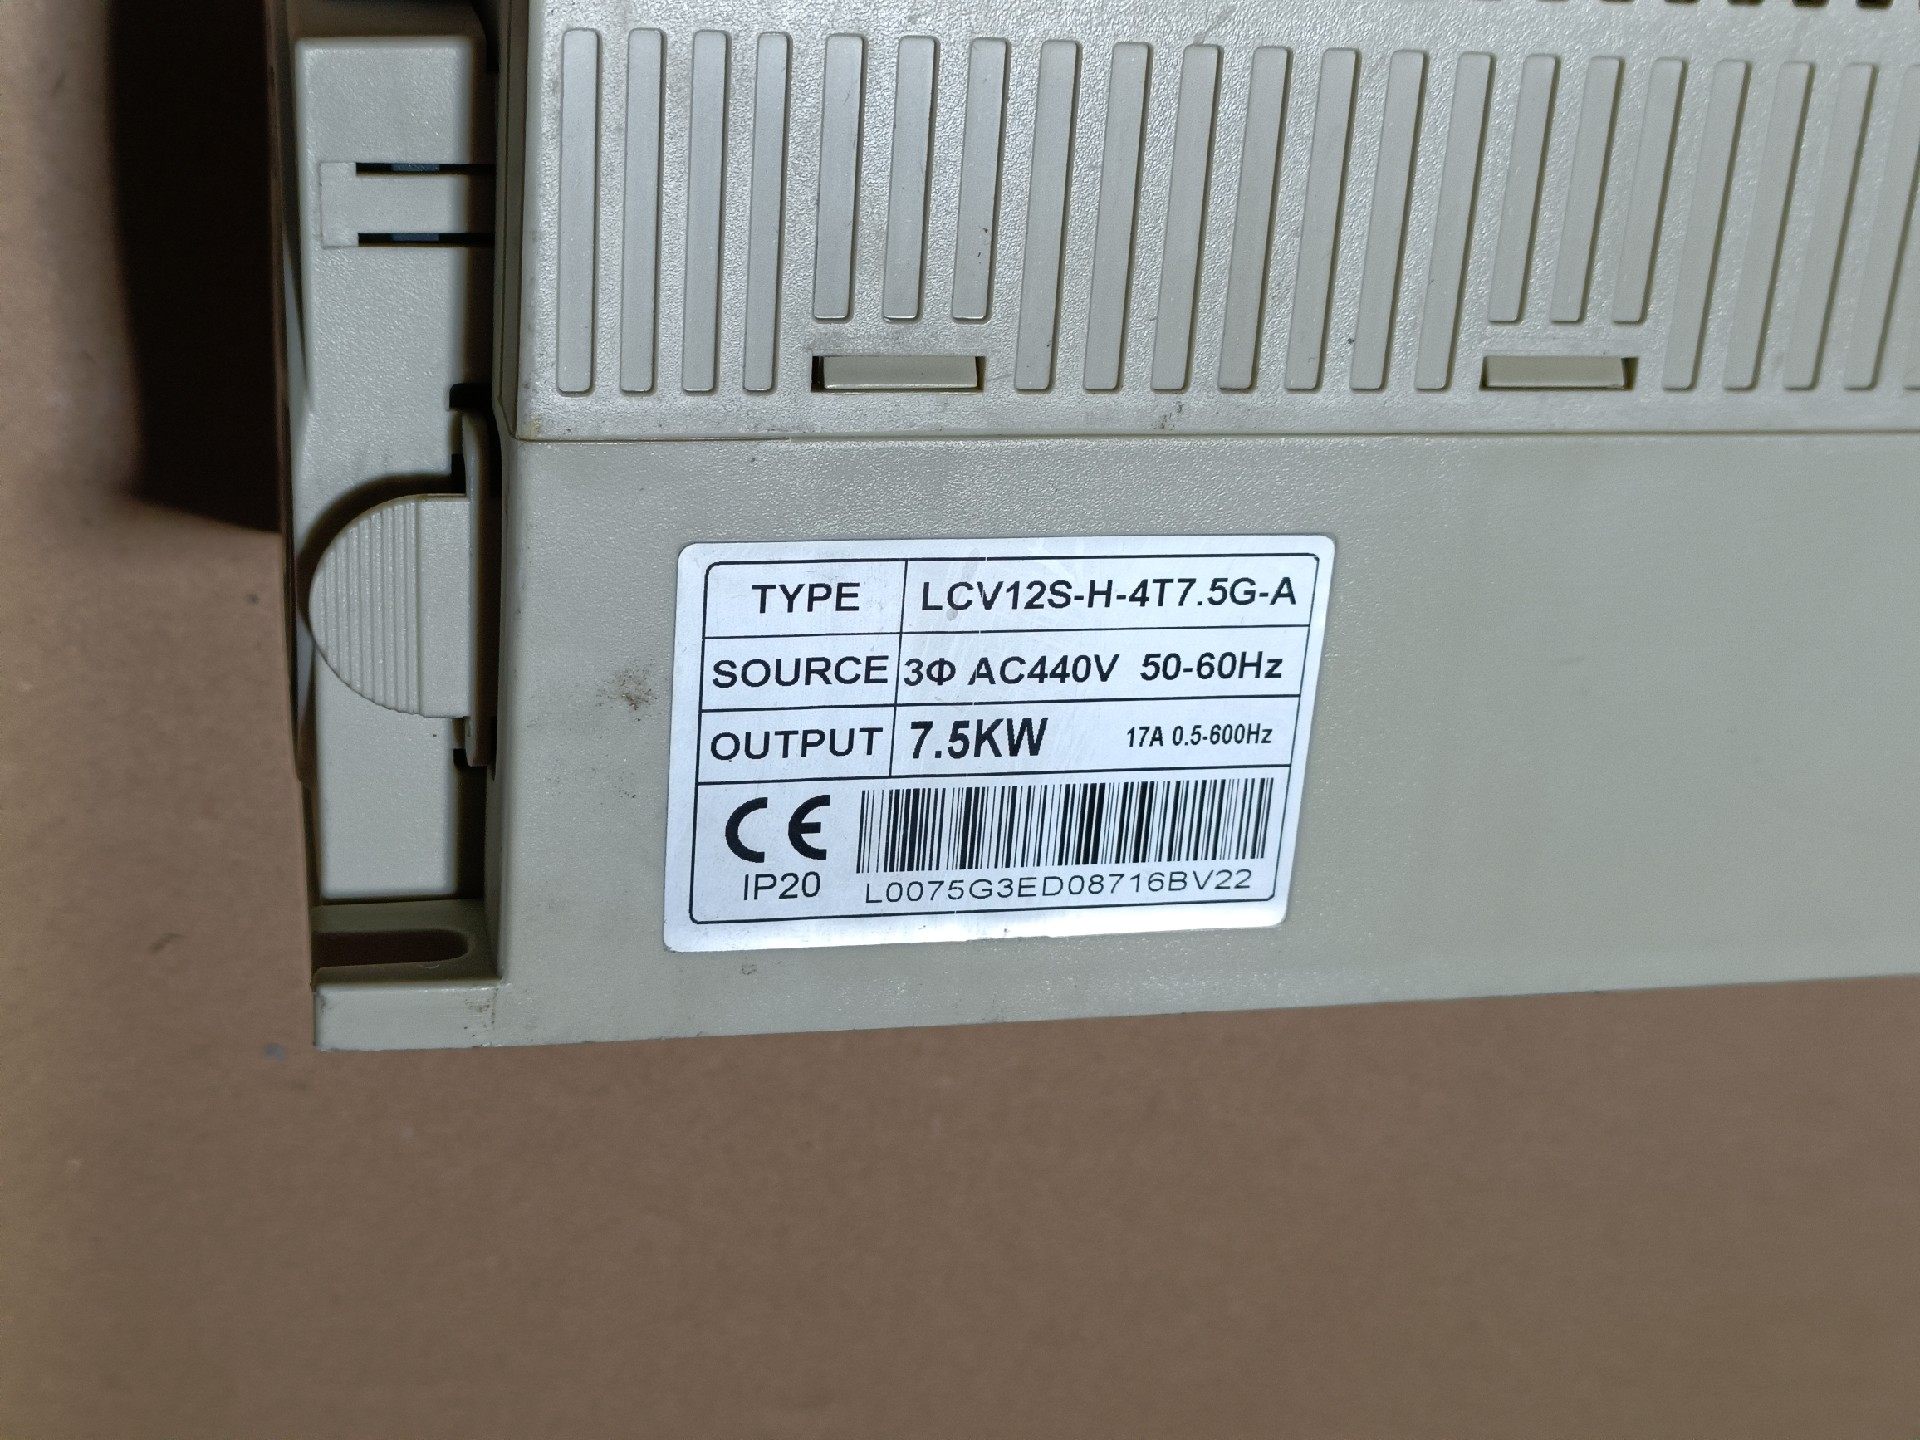 TYPE LCV12S-H-4T7.5G-A
SOURCE 3Φ AC440V 50-60Hz
OUTPUT 7.5KW 17A 0.5-600Hz
CE
IP20 L0075G3ED08716BV22